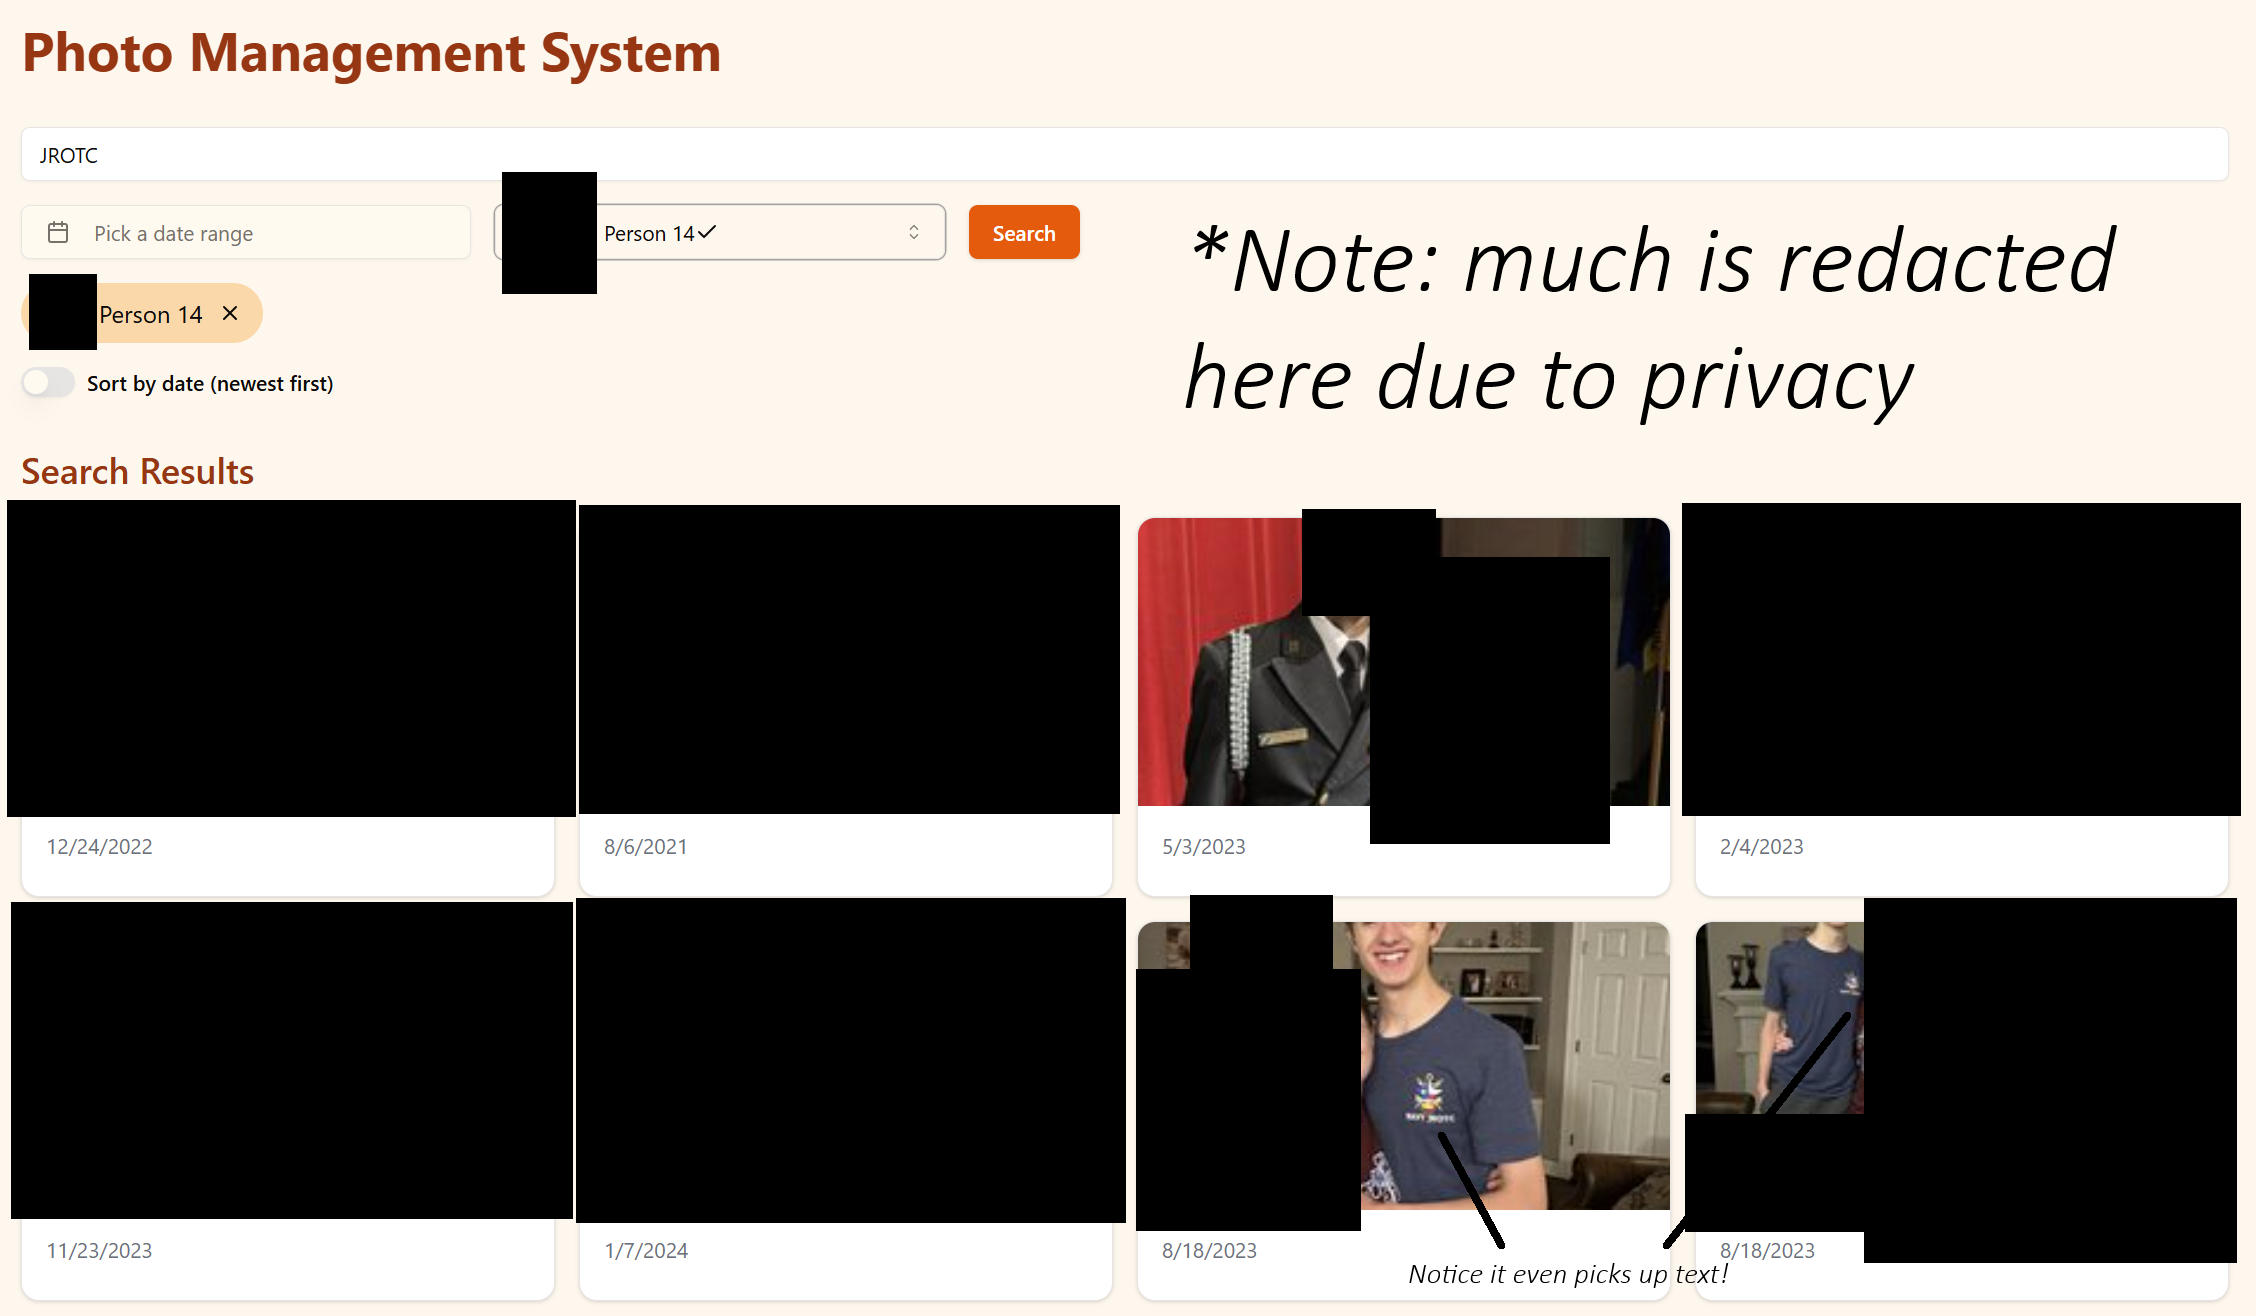 Photo Management System
JROTC
Pick a date range
Person 14
Search
Person 14
Sort by date (newest first)
*Note: much is redacted
here due to privacy
Search Results
12/24/2022
8/6/2021
5/3/2023
2/4/2023
NAVY JROTC
11/23/2023
1/7/2024
8/18/2023
8/18/2023
Notice it even picks up text!